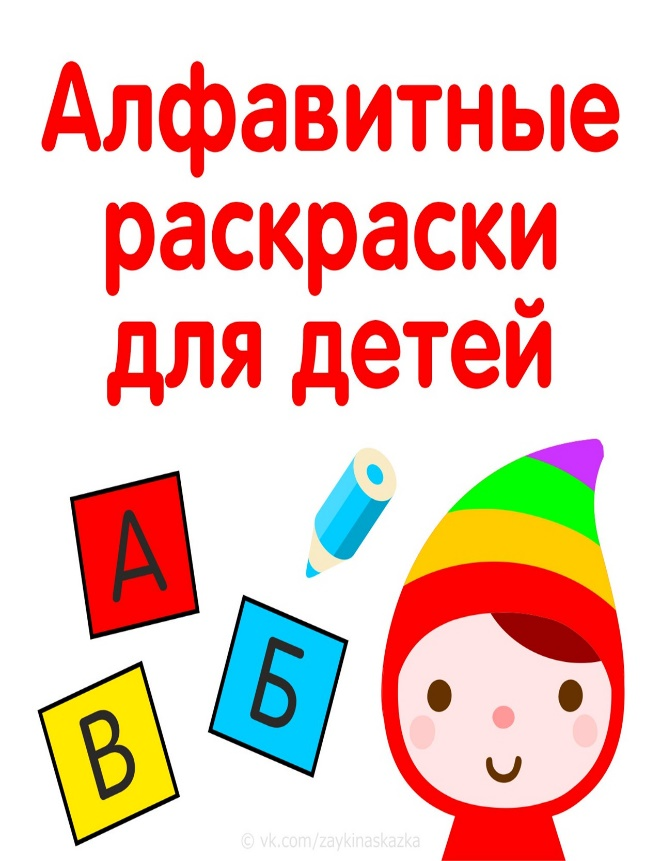 Алфавитные
раскраски
для детей
А
Б
В
© vk.com/zaykinaskazka